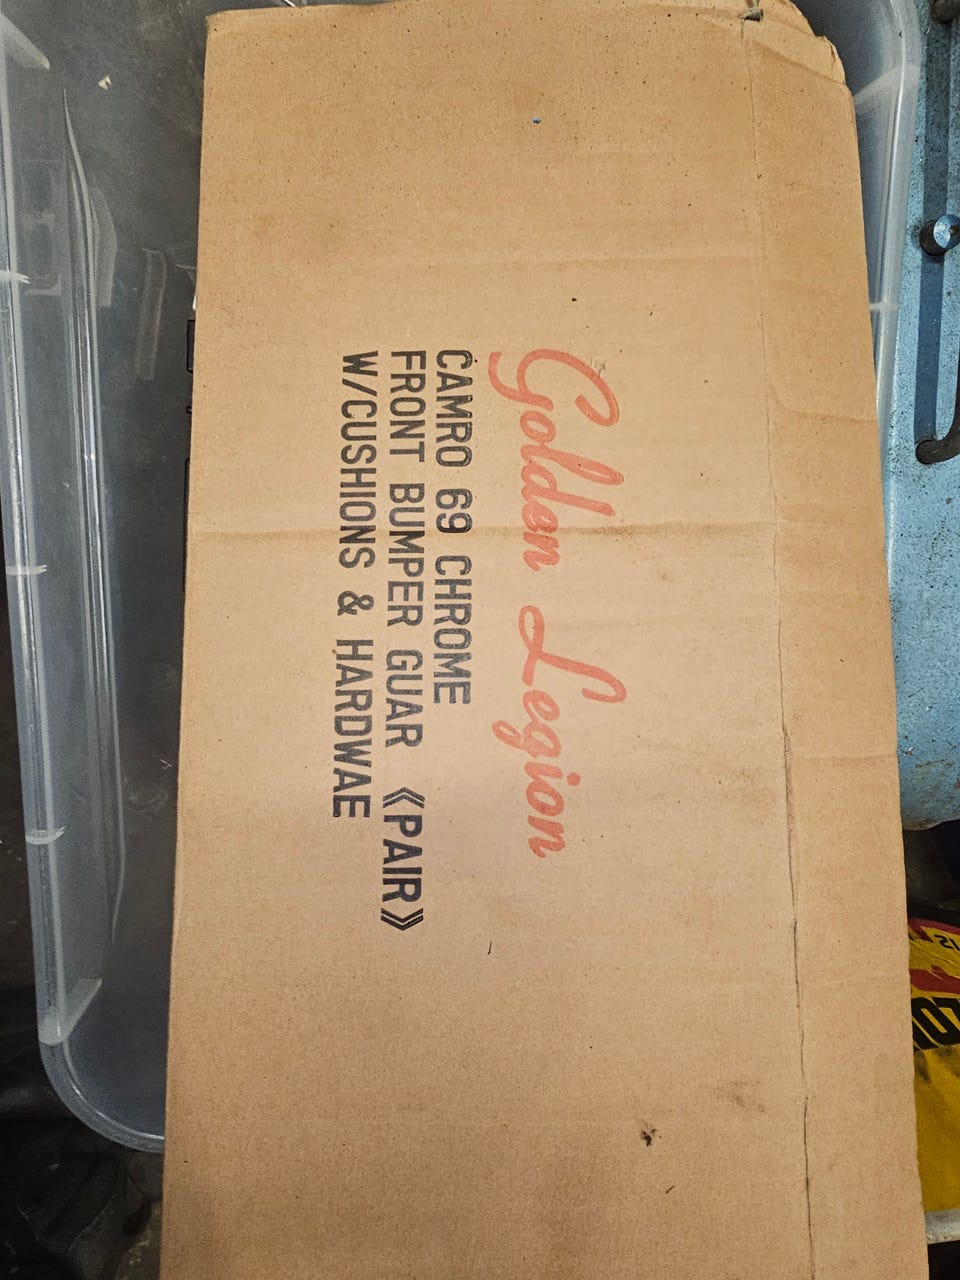 Golden Legion
CAMRO 69 CHROME
FRONT BUMPER GUAR 《PAIR》
W/CUSHIONS & HARDWAE